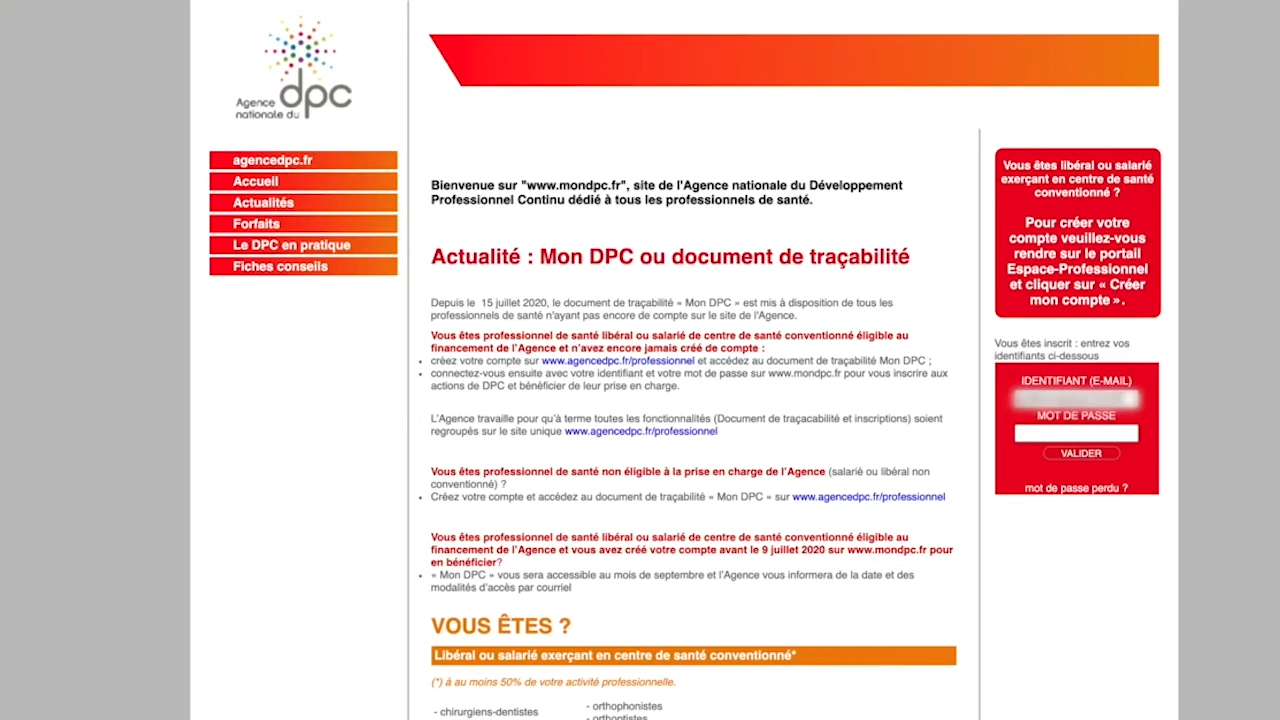 Agence
nationale du
dpc
agencedpc.fr
Accueil
Actualités
Forfaits
Le DPC en pratique
Fiches conseils
Bienvenue sur "www.mondpc.fr", site de l'Agence nationale du Développement
Professionnel Continu dédié à tous les professionnels de santé.
Actualité : Mon DPC ou document de traçabilité
Depuis le 15 juillet 2020, le document de traçabilité « Mon DPC » est mis à disposition de tous les
professionnels de santé n'ayant pas encore de compte sur le site de l'Agence.
Vous êtes professionnel de santé libéral ou salarié de centre de santé conventionné éligible au
financement de l'Agence et n'avez encore jamais créé de compte :
• créez votre compte sur www.agencedpc.fr/professionnel et accédez au document de traçabilité Mon DPC ;
• connectez-vous ensuite avec votre identifiant et votre mot de passe sur www.mondpc.fr pour vous inscrire aux
actions de DPC et bénéficier de leur prise en charge.
L'Agence travaille pour qu'à terme toutes les fonctionnalités (Document de traçacabilité et inscriptions) soient
regroupés sur le site unique www.agencedpc.fr/professionnel
Vous êtes professionnel de santé non éligible à la prise en charge de l'Agence (salarié ou libéral non
conventionné) ?
• Créez votre compte et accédez au document de traçabilité « Mon DPC » sur www.agencedpc.fr/professionnel
Vous êtes professionnel de santé libéral ou salarié de centre de santé conventionné éligible au
financement de l'Agence et vous avez créé votre compte avant le 9 juillet 2020 sur www.mondpc.fr pour
en bénéficier?
• « Mon DPC » vous sera accessible au mois de septembre et l'Agence vous informera de la date et des
modalités d'accès par courriel
VOUS ÊTES ?
Libéral ou salarié exerçant en centre de santé conventionné*
(*) à au moins 50% de votre activité professionnelle.
- chirurgiens-dentistes
- orthophonistes
- orthoptistes
Vous êtes libéral ou salarié
exerçant en centre de santé
conventionné ?
Pour créer votre
compte veuillez-vous
rendre sur le portail
Espace-Professionnel
et cliquer sur « Créer
mon compte ».
Vous êtes inscrit : entrez vos
identifiants ci-dessous
IDENTIFIANT (E-MAIL)
MOT DE PASSE
VALIDER
mot de passe perdu ?